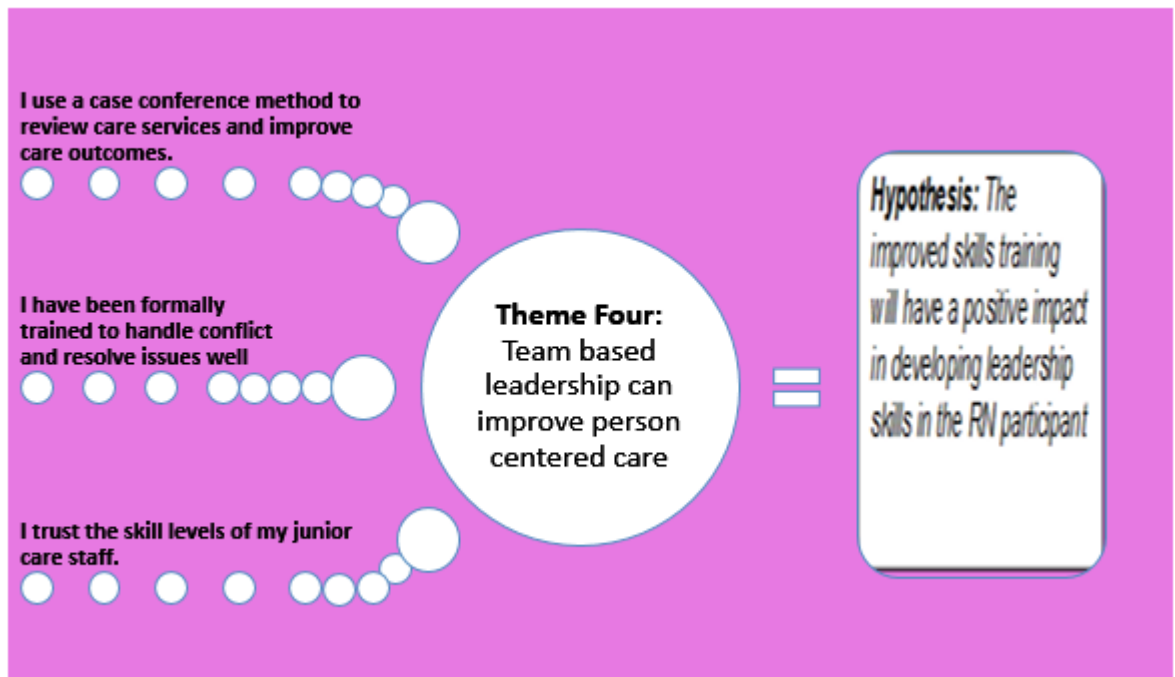 I use a case conference method to
review care services and improve
care outcomes.
I have been formally
trained to handle conflict
and resolve issues well
I trust the skill levels of my junior
care staff.
Theme Four:
Team based
leadership can
improve person
centered care
Hypothesis: The
improved skills training
will have a positive impact
in developing leadership
skills in the RN participant